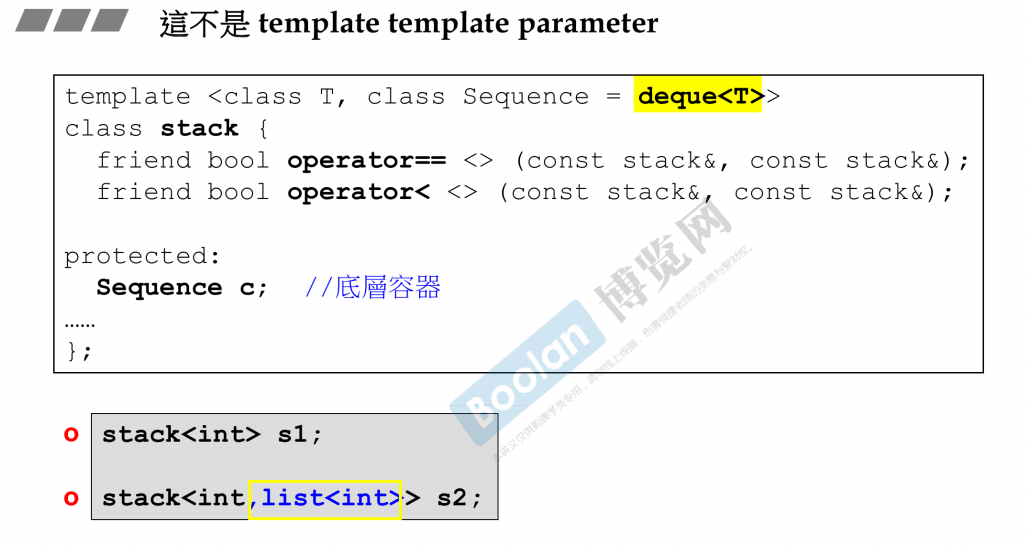 這不是 template template parameter
template <class T, class Sequence = deque<T>>
class stack {
  friend bool operator== <> (const stack&, const stack&);
  friend bool operator< <> (const stack&, const stack&);
protected:
  Sequence c;  //底層容器
......
};
o stack<int> s1;
o stack<int,list<int>> s2;
Boolan 博览网